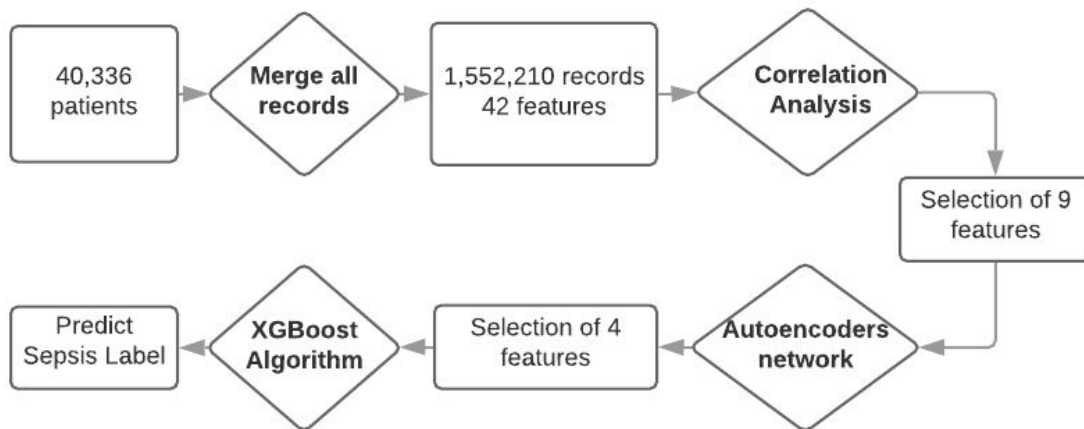 40,336
patients
Merge all
records
1,552,210 records
42 features
Correlation
Analysis
Selection of 9
features
Autoencoders
network
Selection of 4
features
XGBoost
Algorithm
Predict
Sepsis Label